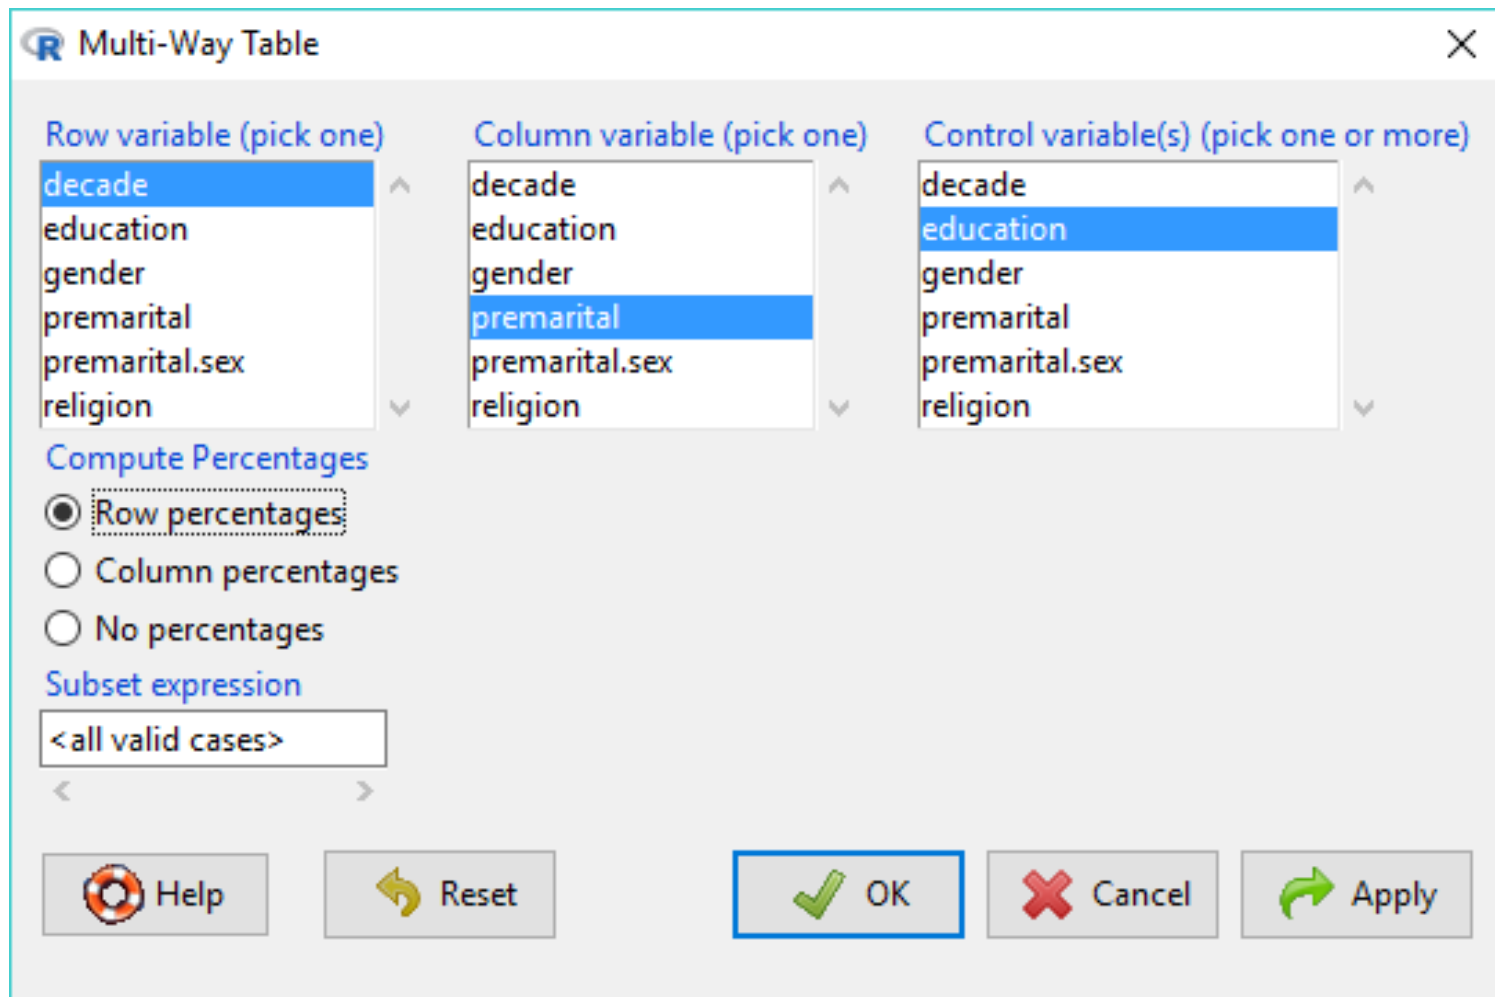 Multi-Way Table
Row variable (pick one)
decade
education
gender
premarital
premarital.sex
religion
Column variable (pick one)
decade
education
gender
premarital
premarital.sex
religion
Control variable(s) (pick one or more)
decade
education
gender
premarital
premarital.sex
religion
Compute Percentages
Row percentages
Column percentages
No percentages
Subset expression
<all valid cases>
Help
Reset
OK
Cancel
Apply